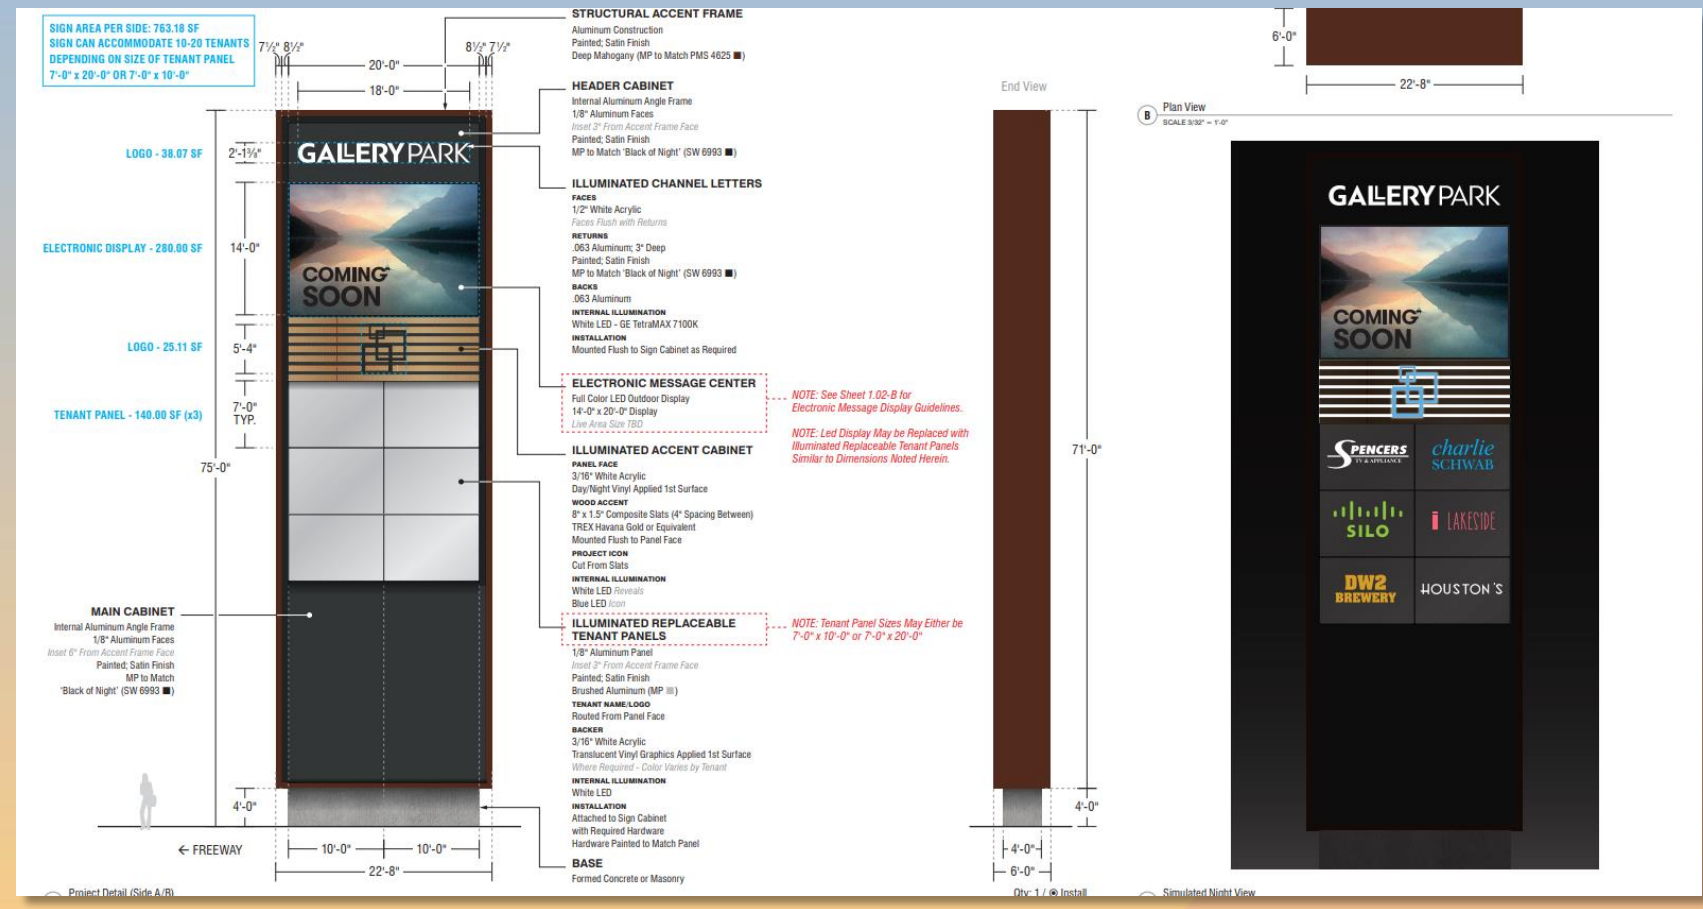 SIGN AREA PER SIDE: 763.18 SF
SIGN CAN ACCOMMODATE 10-20 TENANTS
DEPENDING ON SIZE OF TENANT PANEL
7'-0" x 20'-0" OR 7'-0" x 10'-0"
7½" 8½"
8½" 7½"
20'-0"
18'-0"
LOGO - 38.07 SF
2'-1⅜"
GALLERYPARK
ELECTRONIC DISPLAY - 280.00 SF
14'-0"
COMING
SOON
LOGO - 25.11 SF
5'-4"
TENANT PANEL - 140.00 SF (x3)
7'-0"
TYP.
75'-0"
MAIN CABINET
Internal Aluminum Angle Frame
1/8" Aluminum Faces
Inset 6" From Accent Frame Face
Painted; Satin Finish
MP to Match
'Black of Night' (SW 6993 ■)
4'-0"
← FREEWAY
10'-0"
10'-0"
22'-8"
Project Detail (Side A/B)
STRUCTURAL ACCENT FRAME
Aluminum Construction
Painted; Satin Finish
Deep Mahogany (MP to Match PMS 4625 ■)
HEADER CABINET
Internal Aluminum Angle Frame
1/8" Aluminum Faces
Inset 3" From Accent Frame Face
Painted; Satin Finish
MP to Match 'Black of Night' (SW 6993 ■)
ILLUMINATED CHANNEL LETTERS
FACES
1/2" White Acrylic
Faces Flush with Returns
RETURNS
.063 Aluminum; 3" Deep
Painted; Satin Finish
MP to Match 'Black of Night' (SW 6993 ■)
BACKS
.063 Aluminum
INTERNAL ILLUMINATION
White LED - GE TetraMAX 7100K
INSTALLATION
Mounted Flush to Sign Cabinet as Required
ELECTRONIC MESSAGE CENTER
Full Color LED Outdoor Display
14'-0" x 20'-0" Display
Live Area Size TBD
NOTE: See Sheet 1.02-B for
Electronic Message Display Guidelines.
NOTE: Led Display May be Replaced with
Illuminated Replaceable Tenant Panels
Similar to Dimensions Noted Herein.
ILLUMINATED ACCENT CABINET
PANEL FACE
3/16" White Acrylic
Day/Night Vinyl Applied 1st Surface
WOOD ACCENT
8" x 1.5" Composite Slats (4" Spacing Between)
TREX Havana Gold or Equivalent
Mounted Flush to Panel Face
PROJECT ICON
Cut From Slats
INTERNAL ILLUMINATION
White LED Reveals
Blue LED Icon
ILLUMINATED REPLACEABLE
TENANT PANELS
NOTE: Tenant Panel Sizes May Either be
7'-0" x 10'-0" or 7'-0" x 20'-0"
1/8" Aluminum Panel
Inset 3" From Accent Frame Face
Painted; Satin Finish
Brushed Aluminum (MP ■)
TENANT NAME/LOGO
Routed From Panel Face
BACKER
3/16" White Acrylic
Translucent Vinyl Graphics Applied 1st Surface
Where Required - Color Varies by Tenant
INTERNAL ILLUMINATION
White LED
INSTALLATION
Attached to Sign Cabinet
with Required Hardware
Hardware Painted to Match Panel
BASE
Formed Concrete or Masonry
End View
71'-0"
4'-0"
4'-0"
6'-0"
Qty: 1 / Install
6'-0"
22'-8"
B Plan View
SCALE 3/32" = 1'-0"
GALLERYPARK
COMING
SOON
SPENCERS
TV & APPLIANCE
charlie
SCHWAB
SILO
LAKESIDE
DW2
BREWERY
HOUSTON'S
Simulated Night View